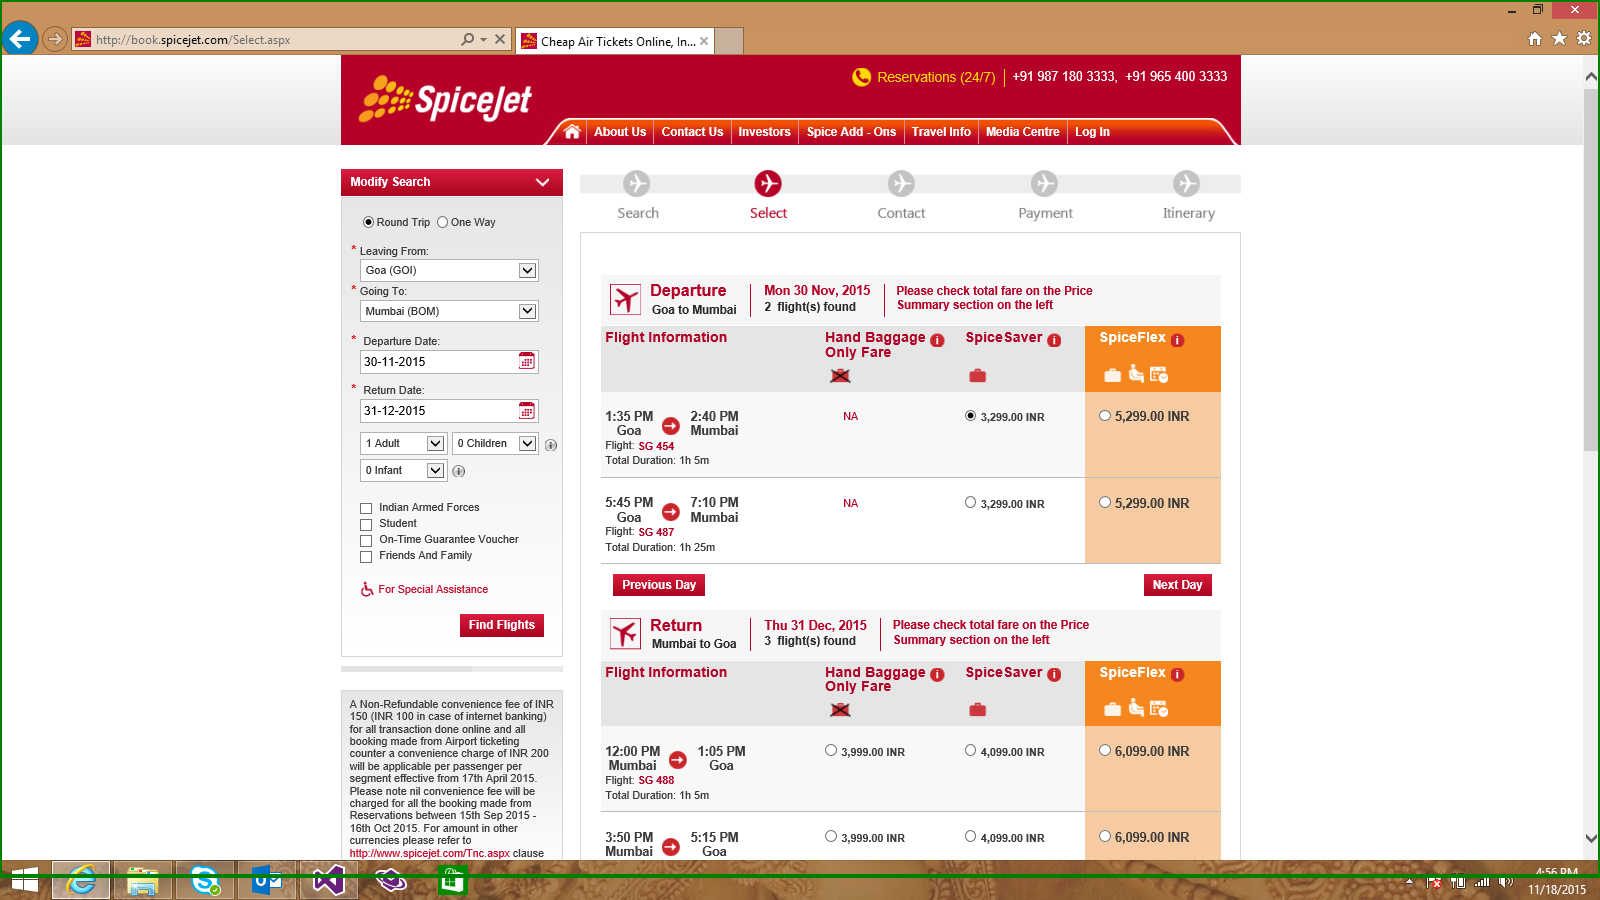 http://book.spicejet.com/Select.aspx
Cheap Air Tickets Online, In...
SpiceJet
Reservations (24/7)
+91 987 180 3333, +91 965 400 3333
About Us
Contact Us
Investors
Spice Add - Ons
Travel Info
Media Centre
Log In
Modify Search
Round Trip
One Way
* Leaving From:
Goa (GOI)
* Going To:
Mumbai (BOM)
* Departure Date:
30-11-2015
* Return Date:
31-12-2015
1 Adult
0 Children
0 Infant
Indian Armed Forces
Student
On-Time Guarantee Voucher
Friends And Family
For Special Assistance
Find Flights
A Non-Refundable convenience fee of INR
150 (INR 100 in case of internet banking)
for all transaction done online and all
booking made from Airport ticketing
counter a convenience charge of INR 200
will be applicable per passenger per
segment effective from 17th April 2015.
Please note nil convenience fee will be
charged for all the booking made from
Reservations between 15th Sep 2015 -
16th Oct 2015. For amount in other
currencies please refer to
http://www.spicejet.com/Tnc.aspx clause
Search
Select
Contact
Payment
Itinerary
Departure
Goa to Mumbai
Mon 30 Nov, 2015
2 flight(s) found
Please check total fare on the Price
Summary section on the left
Flight Information
Hand Baggage
Only Fare
SpiceSaver
SpiceFlex
1:35 PM
Goa
2:40 PM
Mumbai
Flight: SG 454
Total Duration: 1h 5m
NA
3,299.00 INR
5,299.00 INR
5:45 PM
Goa
7:10 PM
Mumbai
Flight: SG 487
Total Duration: 1h 25m
NA
3,299.00 INR
5,299.00 INR
Previous Day
Next Day
Return
Mumbai to Goa
Thu 31 Dec, 2015
3 flight(s) found
Please check total fare on the Price
Summary section on the left
Flight Information
Hand Baggage
Only Fare
SpiceSaver
SpiceFlex
12:00 PM
Mumbai
1:05 PM
Goa
Flight: SG 488
Total Duration: 1h 5m
3,999.00 INR
4,099.00 INR
6,099.00 INR
3:50 PM
Mumbai
5:15 PM
Goa
3,999.00 INR
4,099.00 INR
6,099.00 INR
4:56 PM
11/18/2015